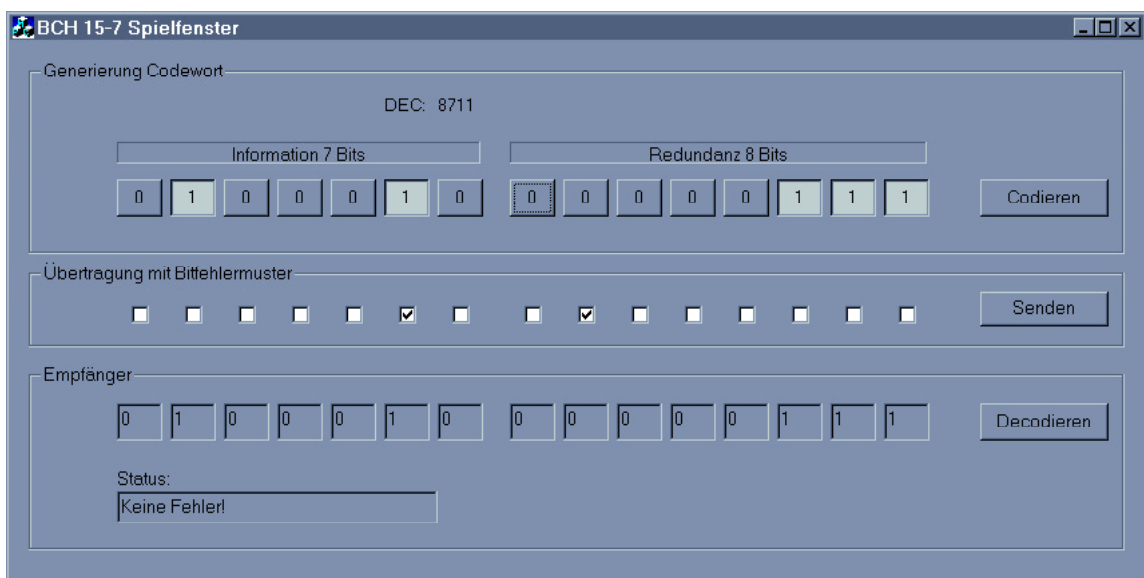 BCH 15-7 Spielfenster
Generierung Codewort
DEC: 8711
Information 7 Bits Redundanz 8 Bits
0 1 0 0 0 1 0 0 0 0 0 0 1 1 1 Codieren
Übertragung mit Bitfehlermuster
Senden
Empfänger
0 1 0 0 0 1 0 0 0 0 0 0 1 1 1 Decodieren
Status:
Keine Fehler!